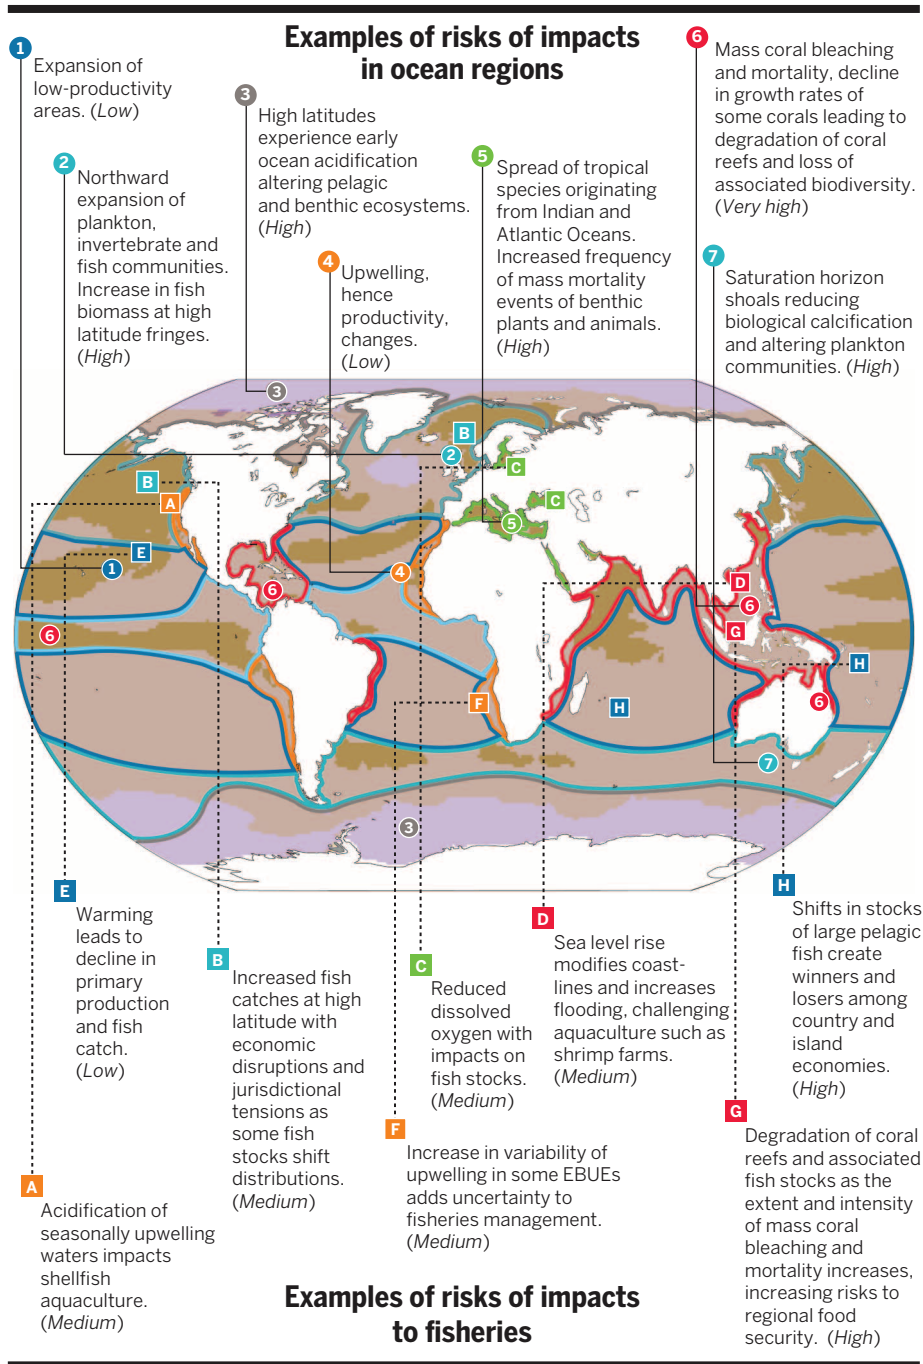 Examples of risks of impacts
in ocean regions
1
Expansion of
low-productivity
areas. (Low)
2
Northward
expansion of
plankton,
invertebrate and
fish communities.
Increase in fish
biomass at high
latitude fringes.
(High)
3
High latitudes
experience early
ocean acidification
altering pelagic
and benthic ecosystems.
(High)
4
Upwelling,
hence
productivity,
changes.
(Low)
5
Spread of tropical
species originating
from Indian and
Atlantic Oceans.
Increased frequency
of mass mortality
events of benthic
plants and animals.
(High)
6
Mass coral bleaching
and mortality, decline
in growth rates of
some corals leading to
degradation of coral
reefs and loss of
associated biodiversity.
(Very high)
7
Saturation horizon
shoals reducing
biological calcification
and altering plankton
communities. (High)
3
B
2
C
B
A
C
5
E
1
4
6
D
6
G
6
H
F
H
6
7
3
E
Warming
leads to
decline in
primary
production
and fish
catch.
(Low)
B
Increased fish
catches at high
latitude with
economic
disruptions and
jurisdictional
tensions as
some fish
stocks shift
distributions.
(Medium)
C
Reduced
dissolved
oxygen with
impacts on
fish stocks.
(Medium)
D
Sea level rise
modifies coast-
lines and increases
flooding, challenging
aquaculture such as
shrimp farms.
(Medium)
H
Shifts in stocks
of large pelagic
fish create
winners and
losers among
country and
island
economies.
(High)
A
Acidification of
seasonally upwelling
waters impacts
shellfish
aquaculture.
(Medium)
F
Increase in variability of
upwelling in some EBUEs
adds uncertainty to
fisheries management.
(Medium)
G
Degradation of coral
reefs and associated
fish stocks as the
extent and intensity
of mass coral
bleaching and
mortality increases,
increasing risks to
regional food
security. (High)
Examples of risks of impacts
to fisheries